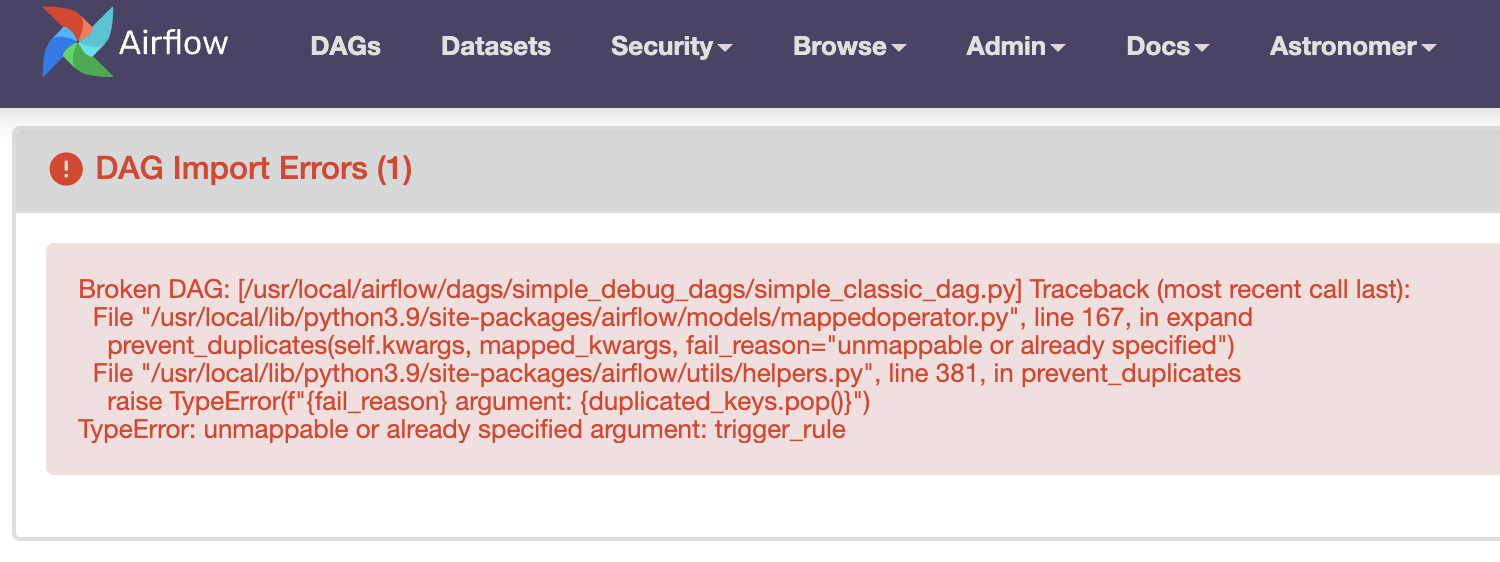 Airflow DAGs Datasets Security Browse Admin Docs Astronomer
! DAG Import Errors (1)
Broken DAG: [/usr/local/airflow/dags/simple_debug_dags/simple_classic_dag.py] Traceback (most recent call last):
File "/usr/local/lib/python3.9/site-packages/airflow/models/mappedoperator.py", line 167, in expand
prevent_duplicates(self.kwargs, mapped_kwargs, fail_reason="unmappable or already specified")
File "/usr/local/lib/python3.9/site-packages/airflow/utils/helpers.py", line 381, in prevent_duplicates
raise TypeError(f"{fail_reason} argument: {duplicated_keys.pop()}")
TypeError: unmappable or already specified argument: trigger_rule